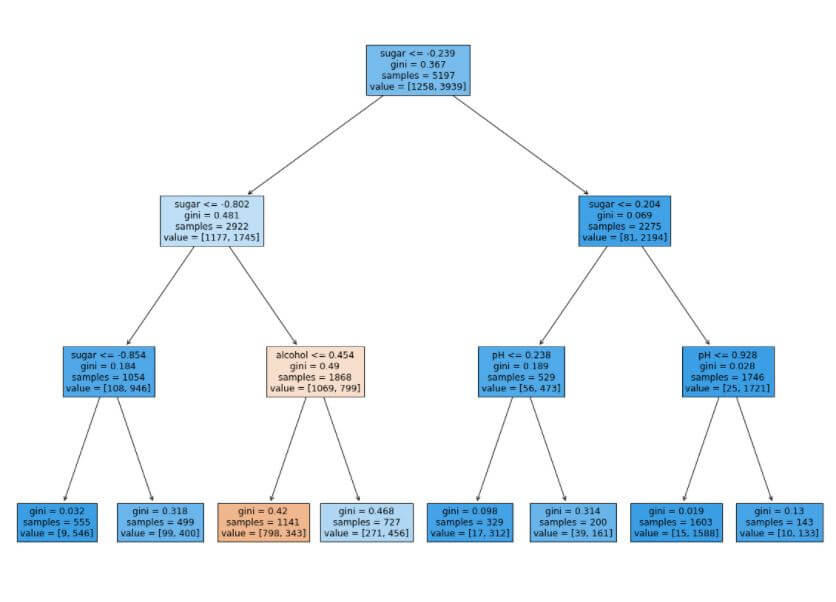 sugar <= -0.239
gini = 0.367
samples = 5197
value = [1258, 3939]
sugar <= -0.802
gini = 0.481
samples = 2922
value = [1177, 1745]
sugar <= 0.204
gini = 0.069
samples = 2275
value = [81, 2194]
sugar <= -0.854
gini = 0.184
samples = 1054
value = [108, 946]
alcohol <= 0.454
gini = 0.49
samples = 1868
value = [1069, 799]
pH <= 0.238
gini = 0.189
samples = 529
value = [56, 473]
pH <= 0.928
gini = 0.028
samples = 1746
value = [25, 1721]
gini = 0.032
samples = 555
value = [9, 546]
gini = 0.318
samples = 499
value = [99, 400]
gini = 0.42
samples = 1141
value = [798, 343]
gini = 0.468
samples = 727
value = [271, 456]
gini = 0.098
samples = 329
value = [17, 312]
gini = 0.314
samples = 200
value = [39, 161]
gini = 0.019
samples = 1603
value = [15, 1588]
gini = 0.13
samples = 143
value = [10, 133]